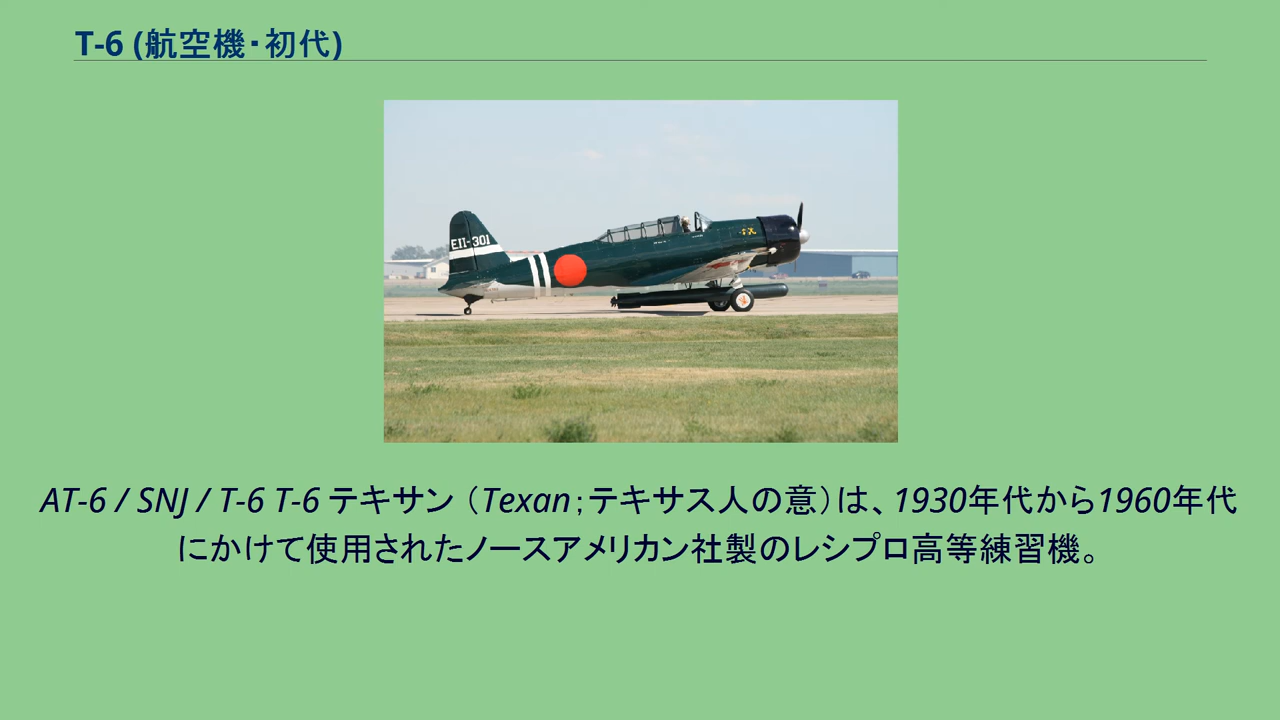 T-6 (航空機・初代)
EII-301
AT-6 / SNJ / T-6 T-6 テキサン（Texan；テキサス人の意）は、1930年代から1960年代
にかけて使用されたノースアメリカン社製のレシプロ高等練習機。